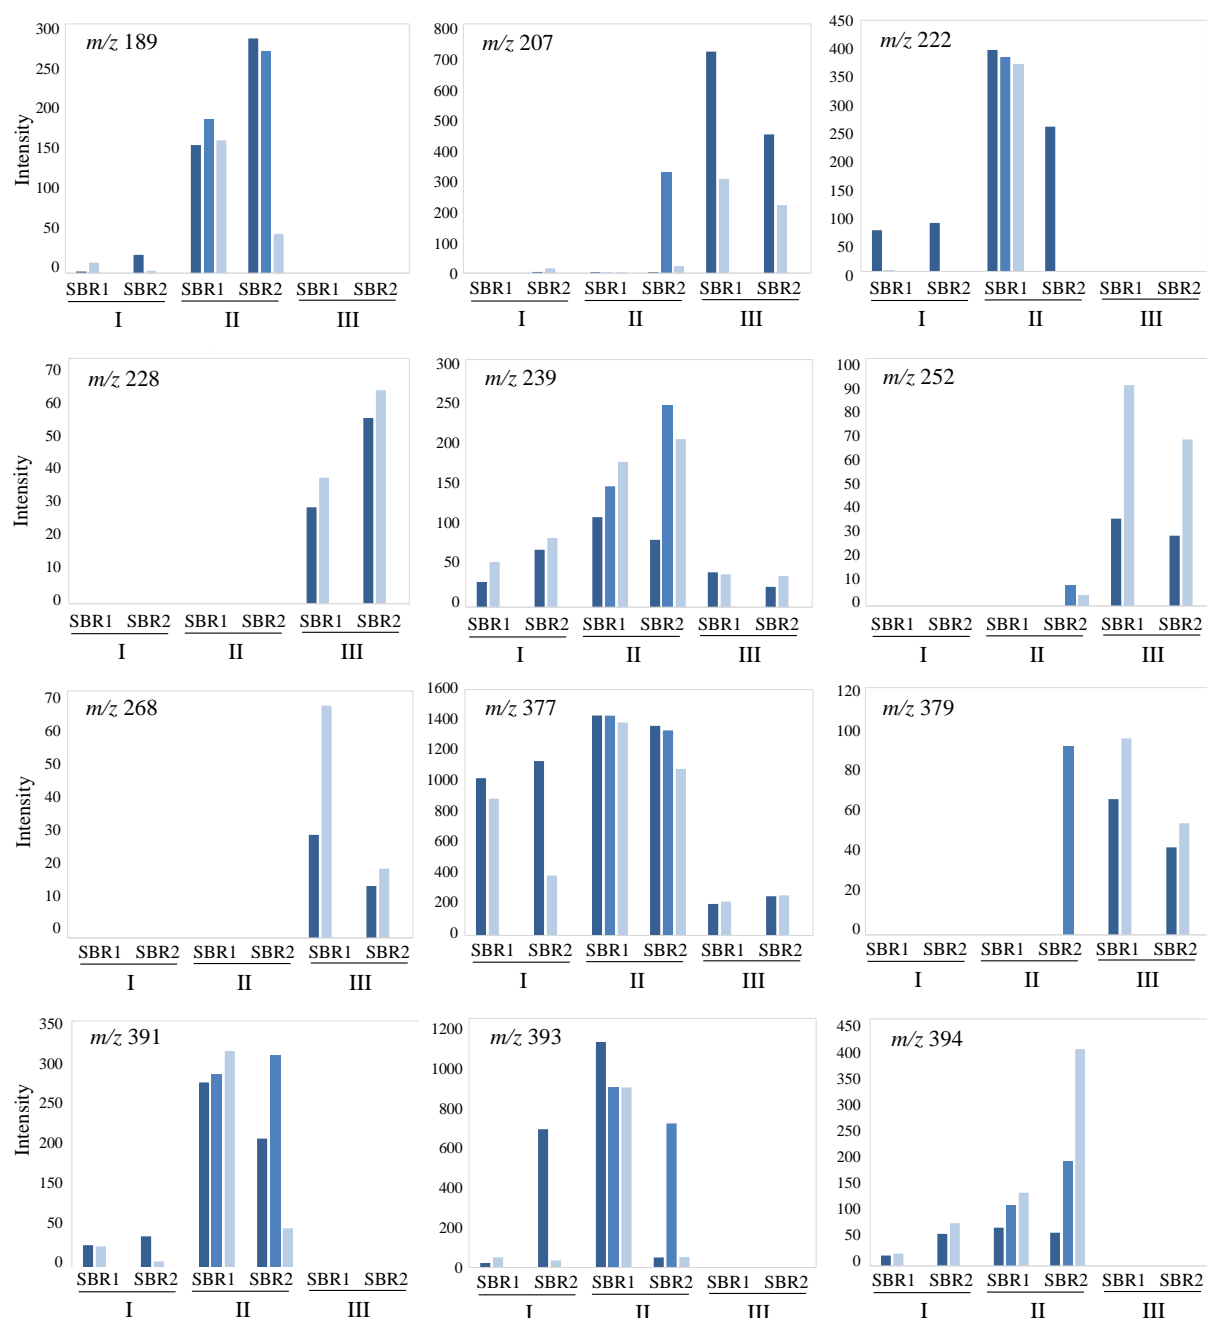 m/z 189
Intensity
300
250
200
150
100
50
0
SBR1 SBR2 SBR1 SBR2 SBR1 SBR2
I II III
m/z 207
800
700
600
500
400
300
200
100
0
SBR1 SBR2 SBR1 SBR2 SBR1 SBR2
I II III
m/z 222
450
400
350
300
250
200
150
100
50
0
SBR1 SBR2 SBR1 SBR2 SBR1 SBR2
I II III
m/z 228
Intensity
70
60
50
40
30
20
10
0
SBR1 SBR2 SBR1 SBR2 SBR1 SBR2
I II III
m/z 239
300
250
200
150
100
50
0
SBR1 SBR2 SBR1 SBR2 SBR1 SBR2
I II III
m/z 252
100
90
80
70
60
50
40
30
20
10
0
SBR1 SBR2 SBR1 SBR2 SBR1 SBR2
I II III
m/z 268
Intensity
70
60
50
40
30
20
10
0
SBR1 SBR2 SBR1 SBR2 SBR1 SBR2
I II III
m/z 377
1600
1400
1200
1000
800
600
400
200
0
SBR1 SBR2 SBR1 SBR2 SBR1 SBR2
I II III
m/z 379
120
100
80
60
40
20
0
SBR1 SBR2 SBR1 SBR2 SBR1 SBR2
I II III
m/z 391
Intensity
350
300
250
200
150
50
0
SBR1 SBR2 SBR1 SBR2 SBR1 SBR2
I II III
m/z 393
1200
1000
800
600
400
200
0
SBR1 SBR2 SBR1 SBR2 SBR1 SBR2
I II III
m/z 394
450
400
350
300
250
200
150
100
50
0
SBR1 SBR2 SBR1 SBR2 SBR1 SBR2
I II III